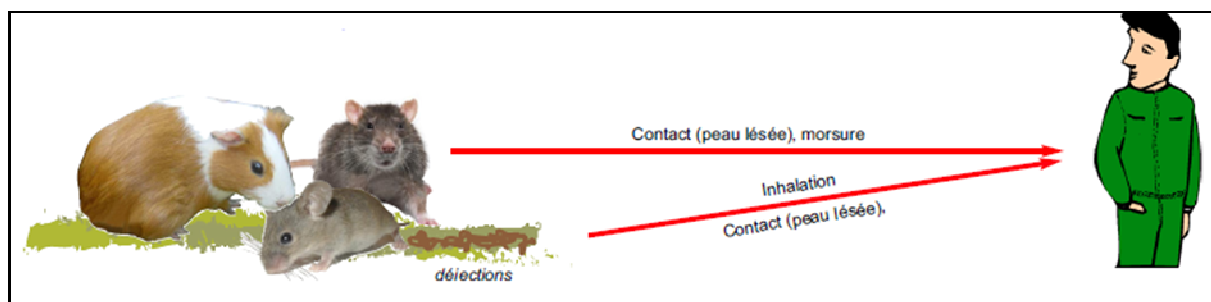 Contact (peau lésée), morsure
Inhalation
Contact (peau lésée),
déjections